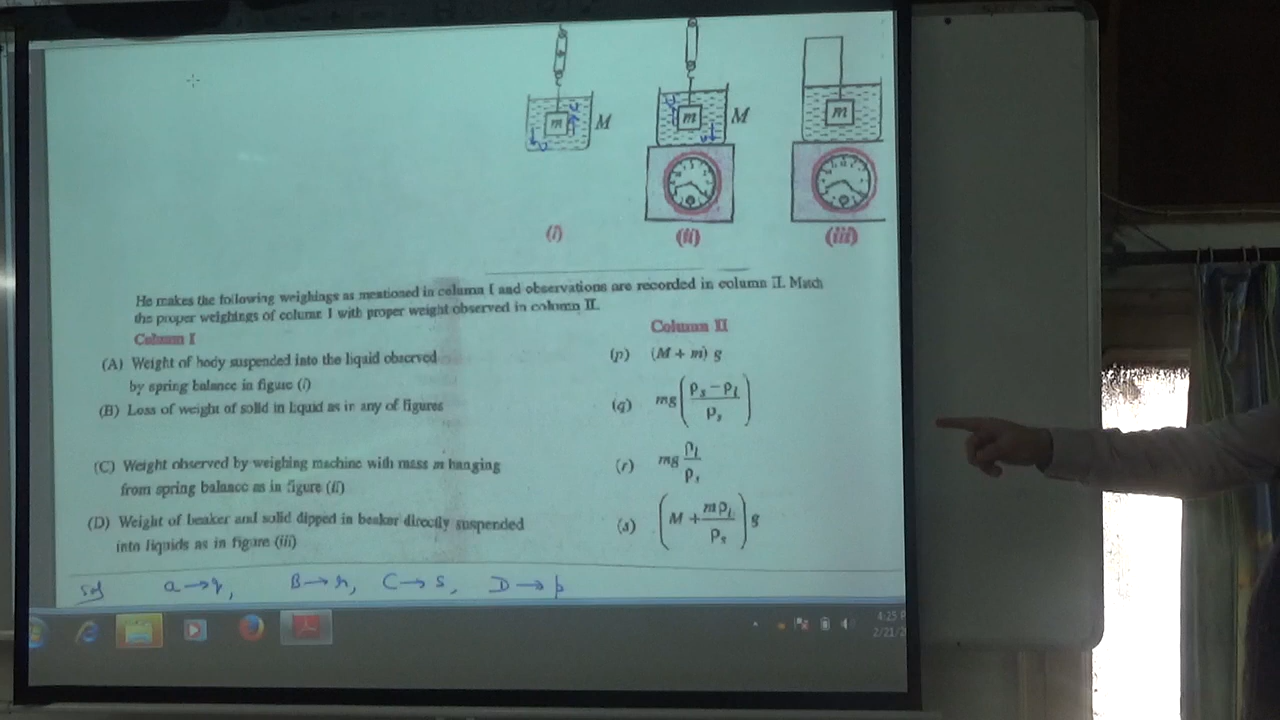 m
M
m
M
m
(i)
(ii)
(iii)
He makes the following weighings as mentioned in column I and observations are recorded in column II. Match
the proper weighings of column I with proper weight observed in column II.
Column I
Column II
(A) Weight of body suspended into the liquid observed
by spring balance in figure (i)
(p) (M + m) g
(B) Loss of weight of solid in liquid as in any of figures
(q) mg((ρs − ρl)/ρs)
(C) Weight observed by weighing machine with mass m hanging
from spring balance as in figure (ii)
(r) mg ρl/ρs
(D) Weight of beaker and solid dipped in beaker directly suspended
into liquids as in figure (iii)
(s) (M + mρl/ρs) g
Sol a → q, B → r, C → s, D → p
4:25 P
2/21/2